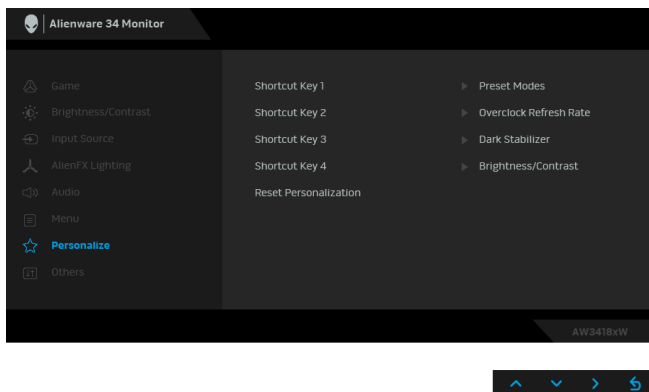 Alienware 34 Monitor
Game
Brightness/Contrast
Input Source
AlienFX Lighting
Audio
Menu
Personalize
Others
Shortcut Key 1 Preset Modes
Shortcut Key 2 Overclock Refresh Rate
Shortcut Key 3 Dark Stabilizer
Shortcut Key 4 Brightness/Contrast
Reset Personalization
AW3418xW